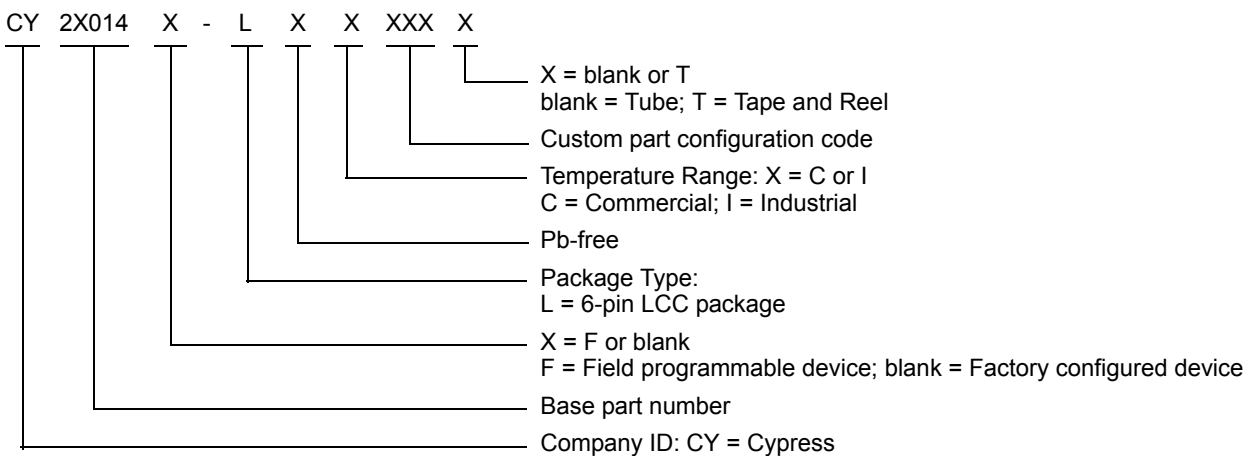 CY 2X014 X - L X X XXX X
X = blank or T
blank = Tube; T = Tape and Reel
Custom part configuration code
Temperature Range: X = C or I
C = Commercial; I = Industrial
Pb-free
Package Type:
L = 6-pin LCC package
X = F or blank
F = Field programmable device; blank = Factory configured device
Base part number
Company ID: CY = Cypress